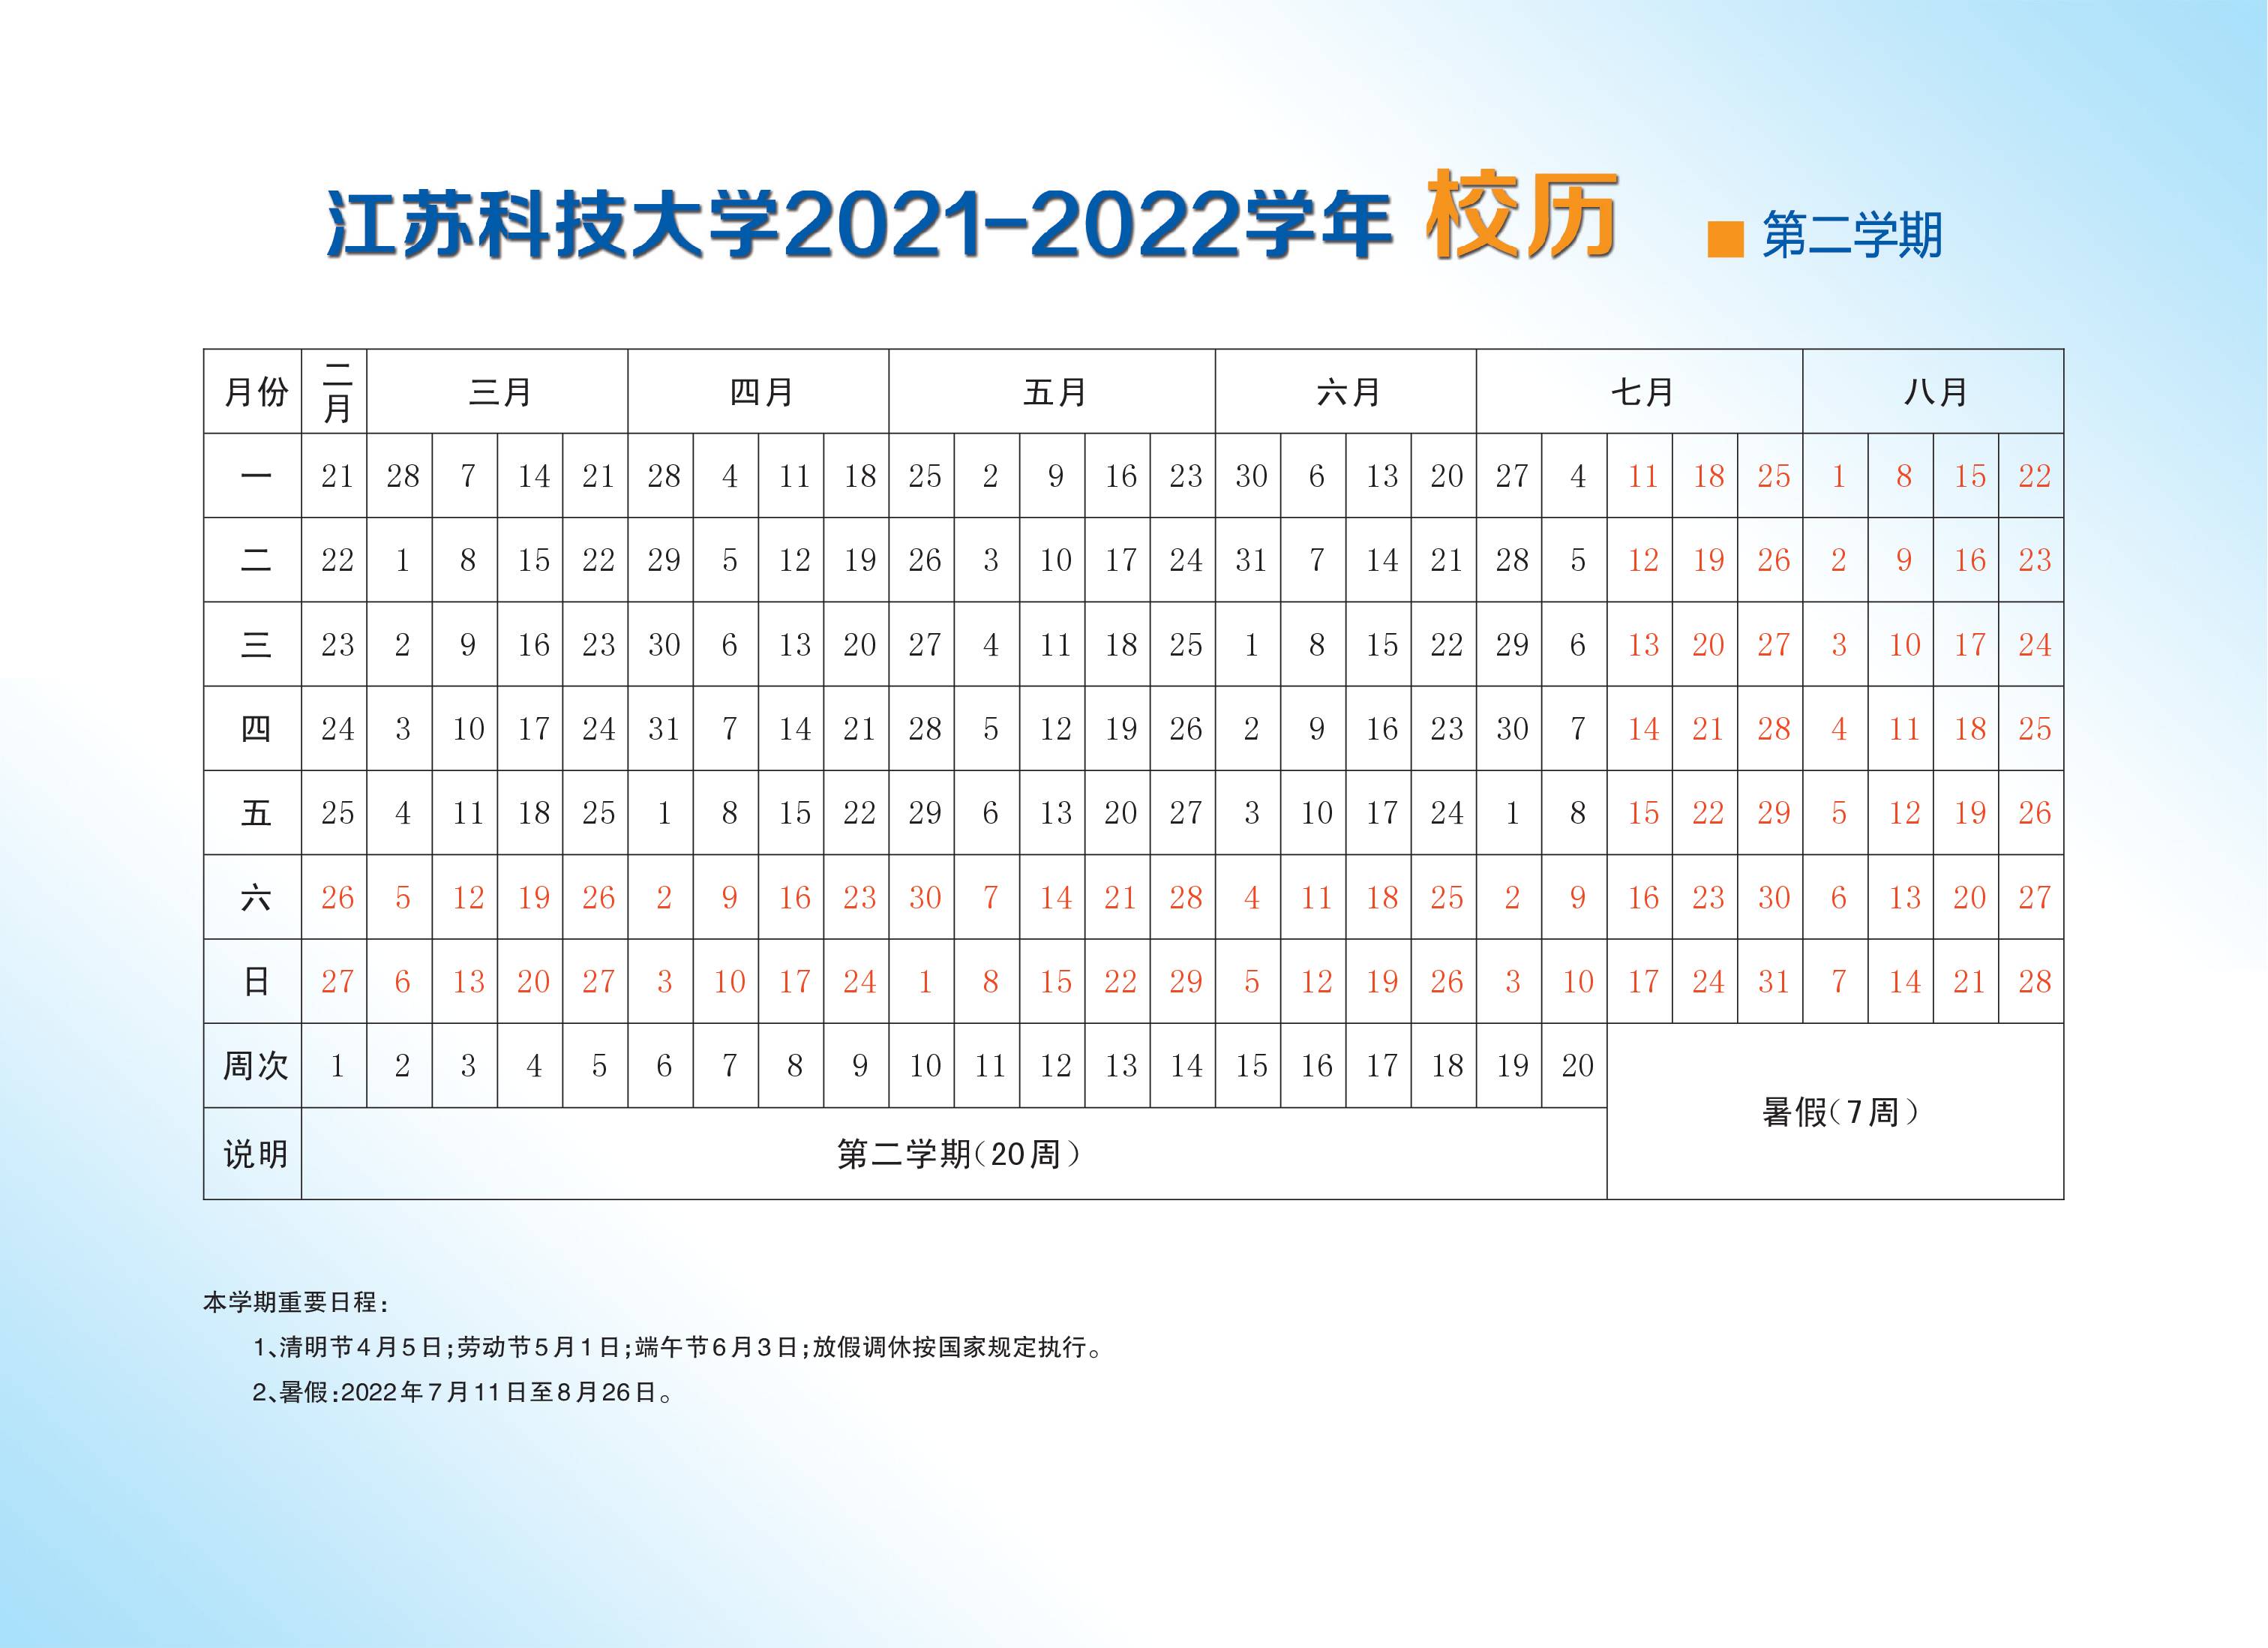 江苏科技大学2021-2022学年 校历 ■ 第二学期
月份 二月 三月 四月 五月 六月 七月 八月
一 21 28 7 14 21 28 4 11 18 25 2 9 16 23 30 6 13 20 27 4 11 18 25 1 8 15 22
二 22 1 8 15 22 29 5 12 19 26 3 10 17 24 31 7 14 21 28 5 12 19 26 2 9 16 23
三 23 2 9 16 23 30 6 13 20 27 4 11 18 25 1 8 15 22 29 6 13 20 27 3 10 17 24
四 24 3 10 17 24 31 7 14 21 28 5 12 19 26 2 9 16 23 30 7 14 21 28 4 11 18 25
五 25 4 11 18 25 1 8 15 22 29 6 13 20 27 3 10 17 24 1 8 15 22 29 5 12 19 26
六 26 5 12 19 26 2 9 16 23 30 7 14 21 28 4 11 18 25 2 9 16 23 30 6 13 20 27
日 27 6 13 20 27 3 10 17 24 1 8 15 22 29 5 12 19 26 3 10 17 24 31 7 14 21 28
周次 1 2 3 4 5 6 7 8 9 10 11 12 13 14 15 16 17 18 19 20 暑假(7周)
说明 第二学期(20周)
本学期重要日程:
1、清明节4月5日;劳动节5月1日;端午节6月3日;放假调休按国家规定执行。
2、暑假:2022年7月11日至8月26日。